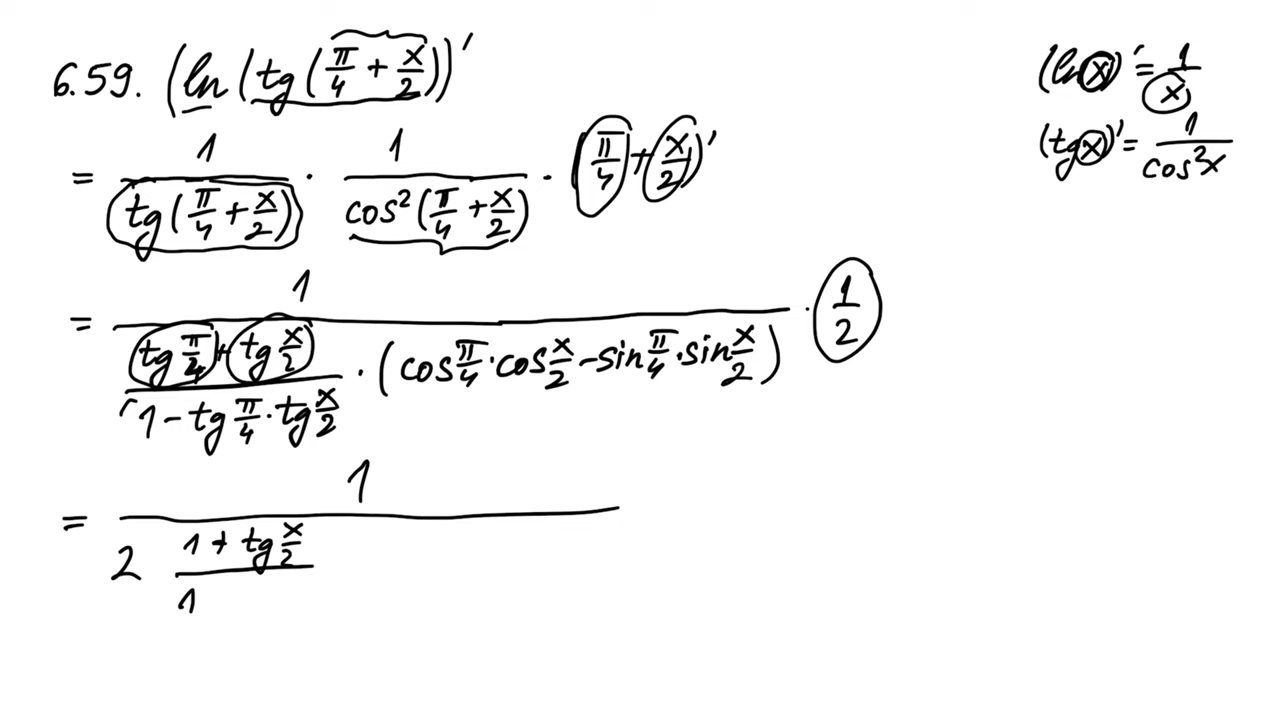 6.59. (ln(tg(π/4 + x/2)))'
= 1/(tg(π/4 + x/2)) · 1/(cos²(π/4 + x/2)) · (π/4 + x/2)'
= 1/((tg π/4 + tg x/2)/(1 - tg π/4 · tg x/2) · (cos π/4 · cos x/2 - sin π/4 · sin x/2)) · 1/2
= 1/(2 (1 + tg x/2)/(1
(ln x)' = 1/x
(tg x)' = 1/cos²x